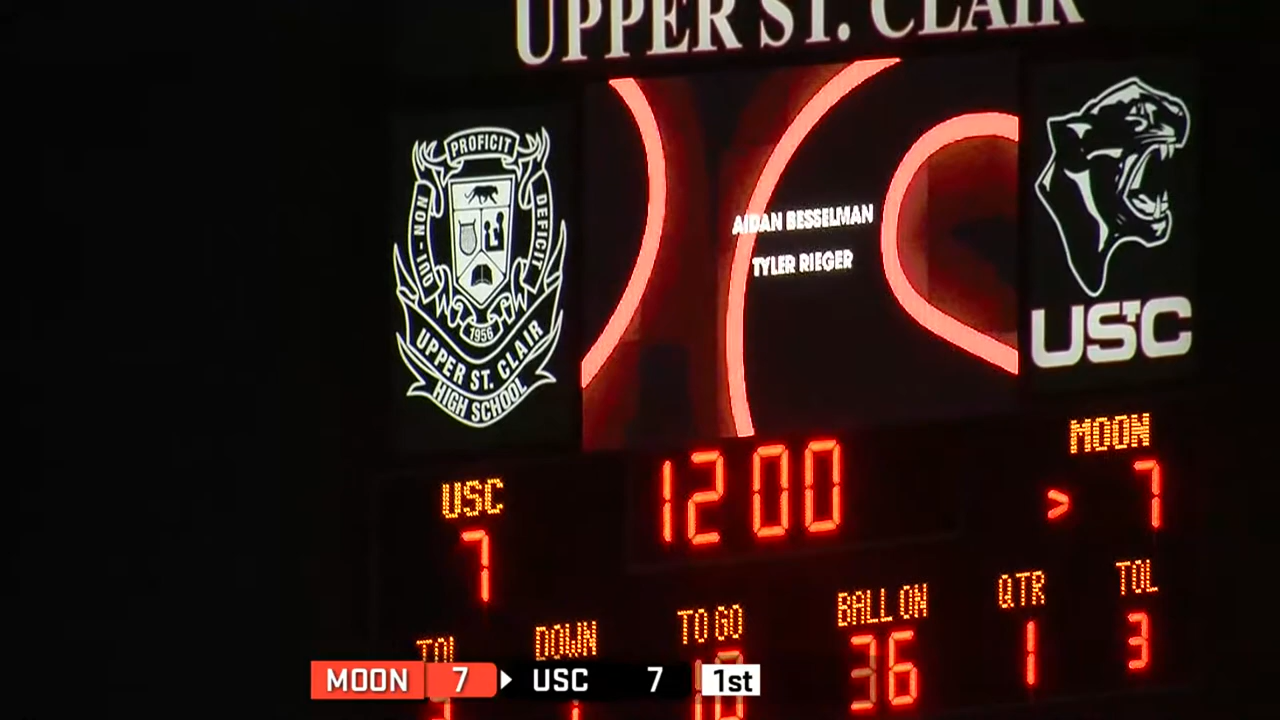 UPPER ST. CLAIR
PROFICIT
NON - QUI
DEFICIT
1956
UPPER ST. CLAIR
HIGH SCHOOL
AIDAN BESSELMAN
TYLER RIEGER
USC
MOON
USC
7
12 00
> 7
TOL
DOWN
TO GO
10
BALL ON
36
QTR
1
TOL
3
MOON 7 USC 7 1st